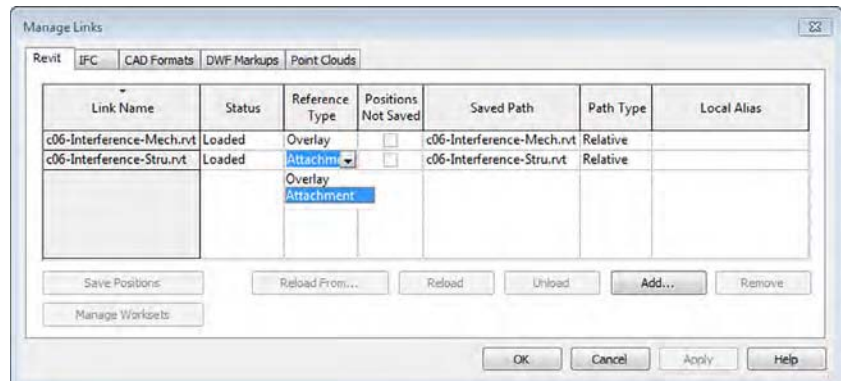 Manage Links
Revit IFC CAD Formats DWF Markups Point Clouds
Link Name Status Reference Type Positions Not Saved Saved Path Path Type Local Alias
c06-Interference-Mech.rvt Loaded Overlay c06-Interference-Mech.rvt Relative
c06-Interference-Stru.rvt Loaded Attachm c06-Interference-Stru.rvt Relative
Overlay
Attachment
Save Positions Reload From... Reload Unload Add... Remove
Manage Worksets
OK Cancel Apply Help